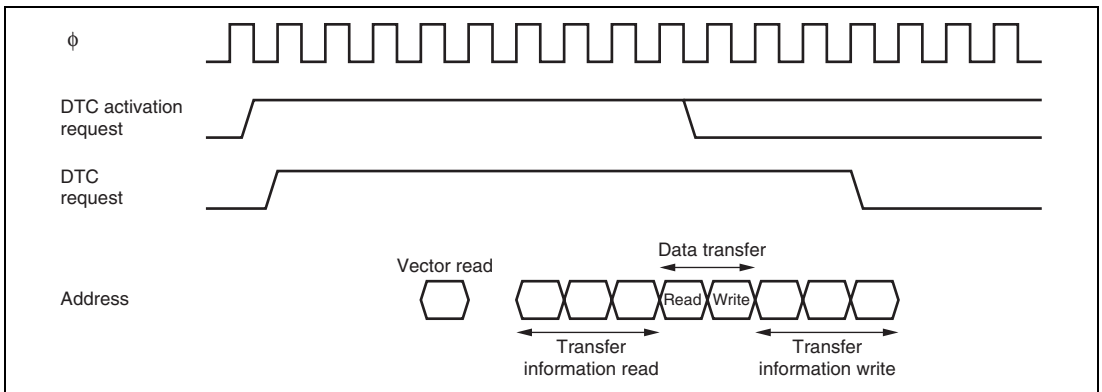 ϕ
DTC activation
request
DTC
request
Data transfer
Vector read
Address
Read Write
Transfer
information read
Transfer
information write